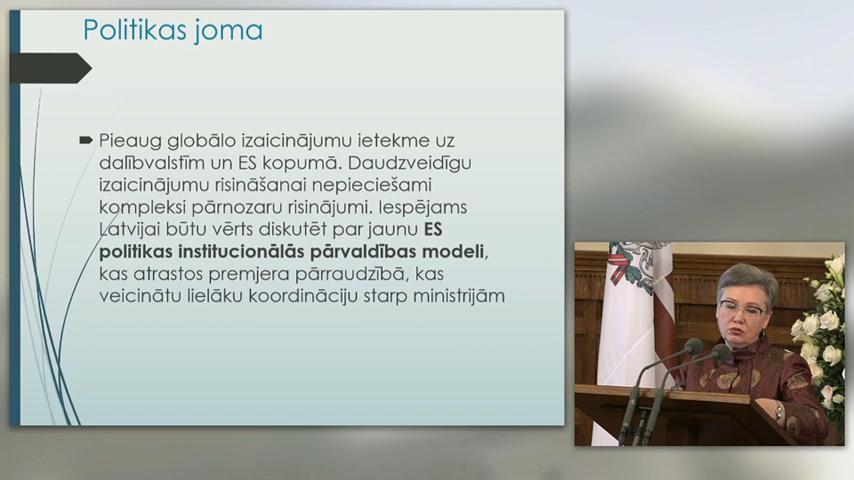 Politikas joma
Pieaug globālo izaicinājumu ietekme uz
dalībvalstīm un ES kopumā. Daudzveidīgu
izaicinājumu risināšanai nepieciešami
kompleksi pārnozaru risinājumi. Iespējams
Latvijai būtu vērts diskutēt par jaunu ES
politikas institucionālās pārvaldības modeli,
kas atrastos premjera pārraudzībā, kas
veicinātu lielāku koordināciju starp ministrijām